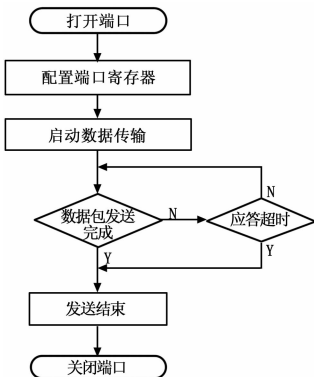 打开端口
配置端口寄存器
启动数据传输
N
数据包发送
完成
N
应答超时
Y
Y
发送结束
关闭端口